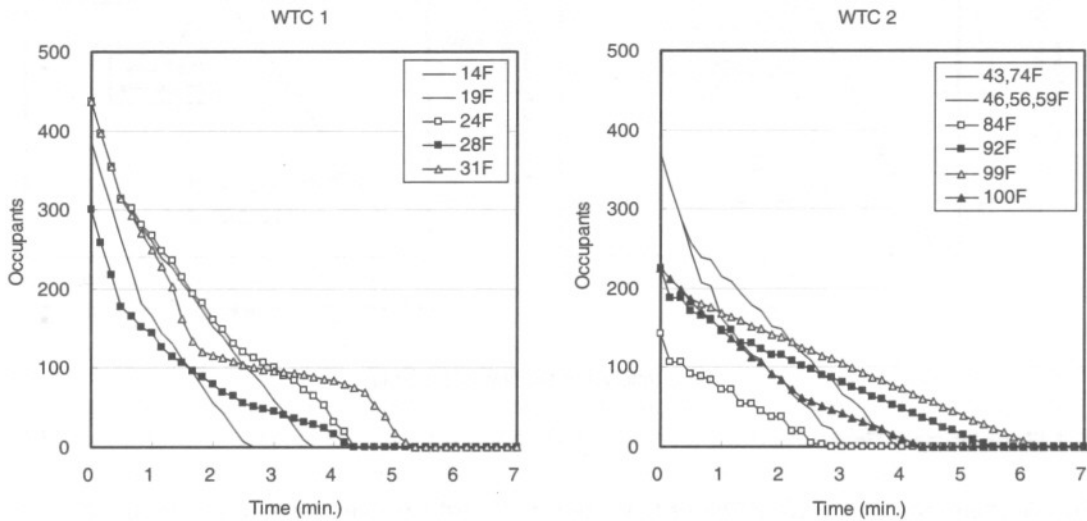 WTC 1
500
400
300
200
100
0
Occupants
0 1 2 3 4 5 6 7
Time (min.)
14F
19F
24F
28F
31F
WTC 2
500
400
300
200
100
0
Occupants
0 1 2 3 4 5 6 7
Time (min.)
43,74F
46,56,59F
84F
92F
99F
100F